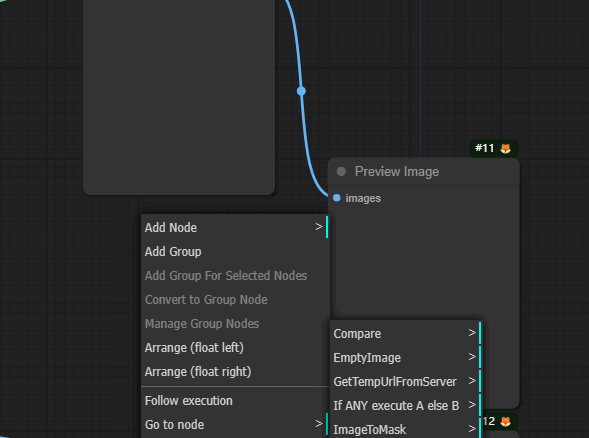 #11
Preview Image
images
Add Node >
Add Group
Add Group For Selected Nodes
Convert to Group Node
Manage Group Nodes
Arrange (float left)
Arrange (float right)
Follow execution
Go to node >
Compare >
EmptyImage >
GetTempUrlFromServer >
If ANY execute A else B >
ImageToMask >
12